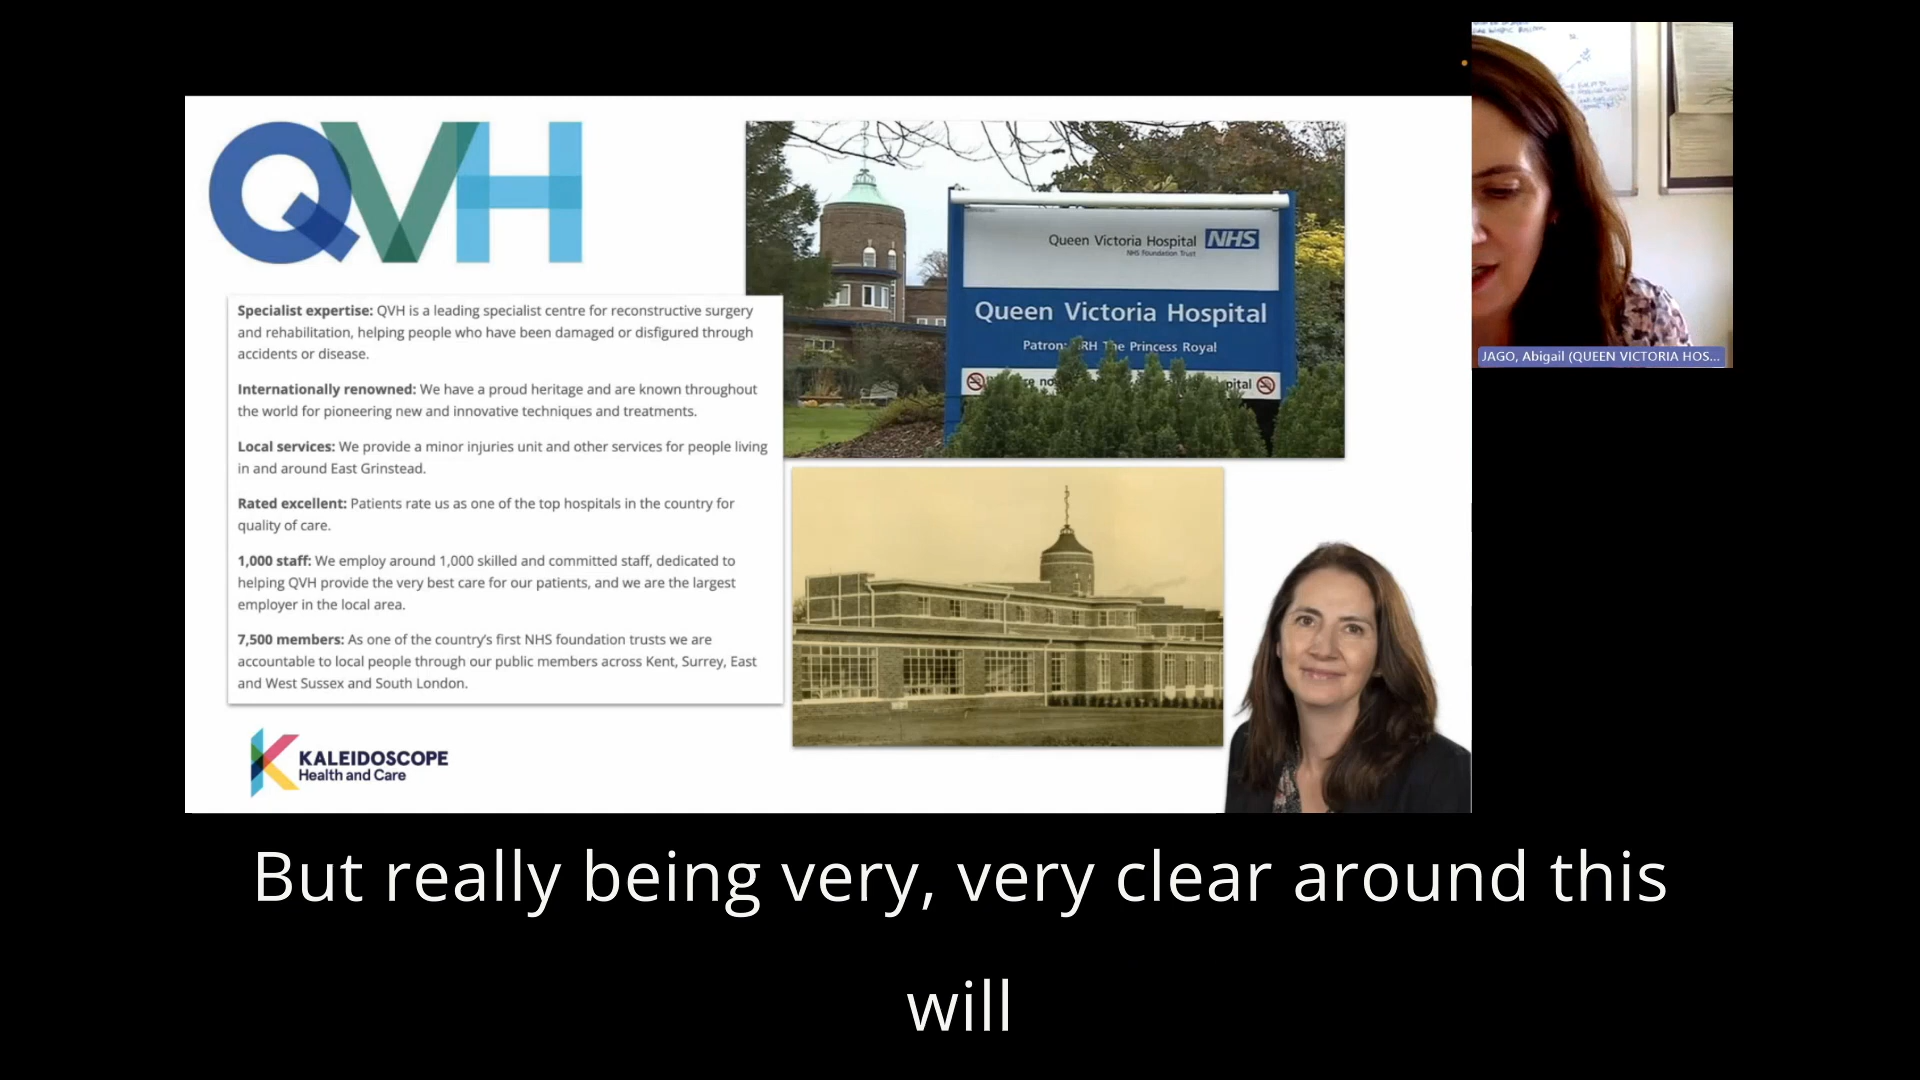 QVH
Queen Victoria Hospital NHS
NHS Foundation Trust
Queen Victoria Hospital
Patron: HRH The Princess Royal
Specialist expertise: QVH is a leading specialist centre for reconstructive surgery
and rehabilitation, helping people who have been damaged or disfigured through
accidents or disease.
Internationally renowned: We have a proud heritage and are known throughout
the world for pioneering new and innovative techniques and treatments.
Local services: We provide a minor injuries unit and other services for people living
in and around East Grinstead.
Rated excellent: Patients rate us as one of the top hospitals in the country for
quality of care.
1,000 staff: We employ around 1,000 skilled and committed staff, dedicated to
helping QVH provide the very best care for our patients, and we are the largest
employer in the local area.
7,500 members: As one of the country's first NHS foundation trusts we are
accountable to local people through our public members across Kent, Surrey, East
and West Sussex and South London.
KALEIDOSCOPE
Health and Care
JAGO, Abigail (QUEEN VICTORIA HOS...
But really being very, very clear around this
will